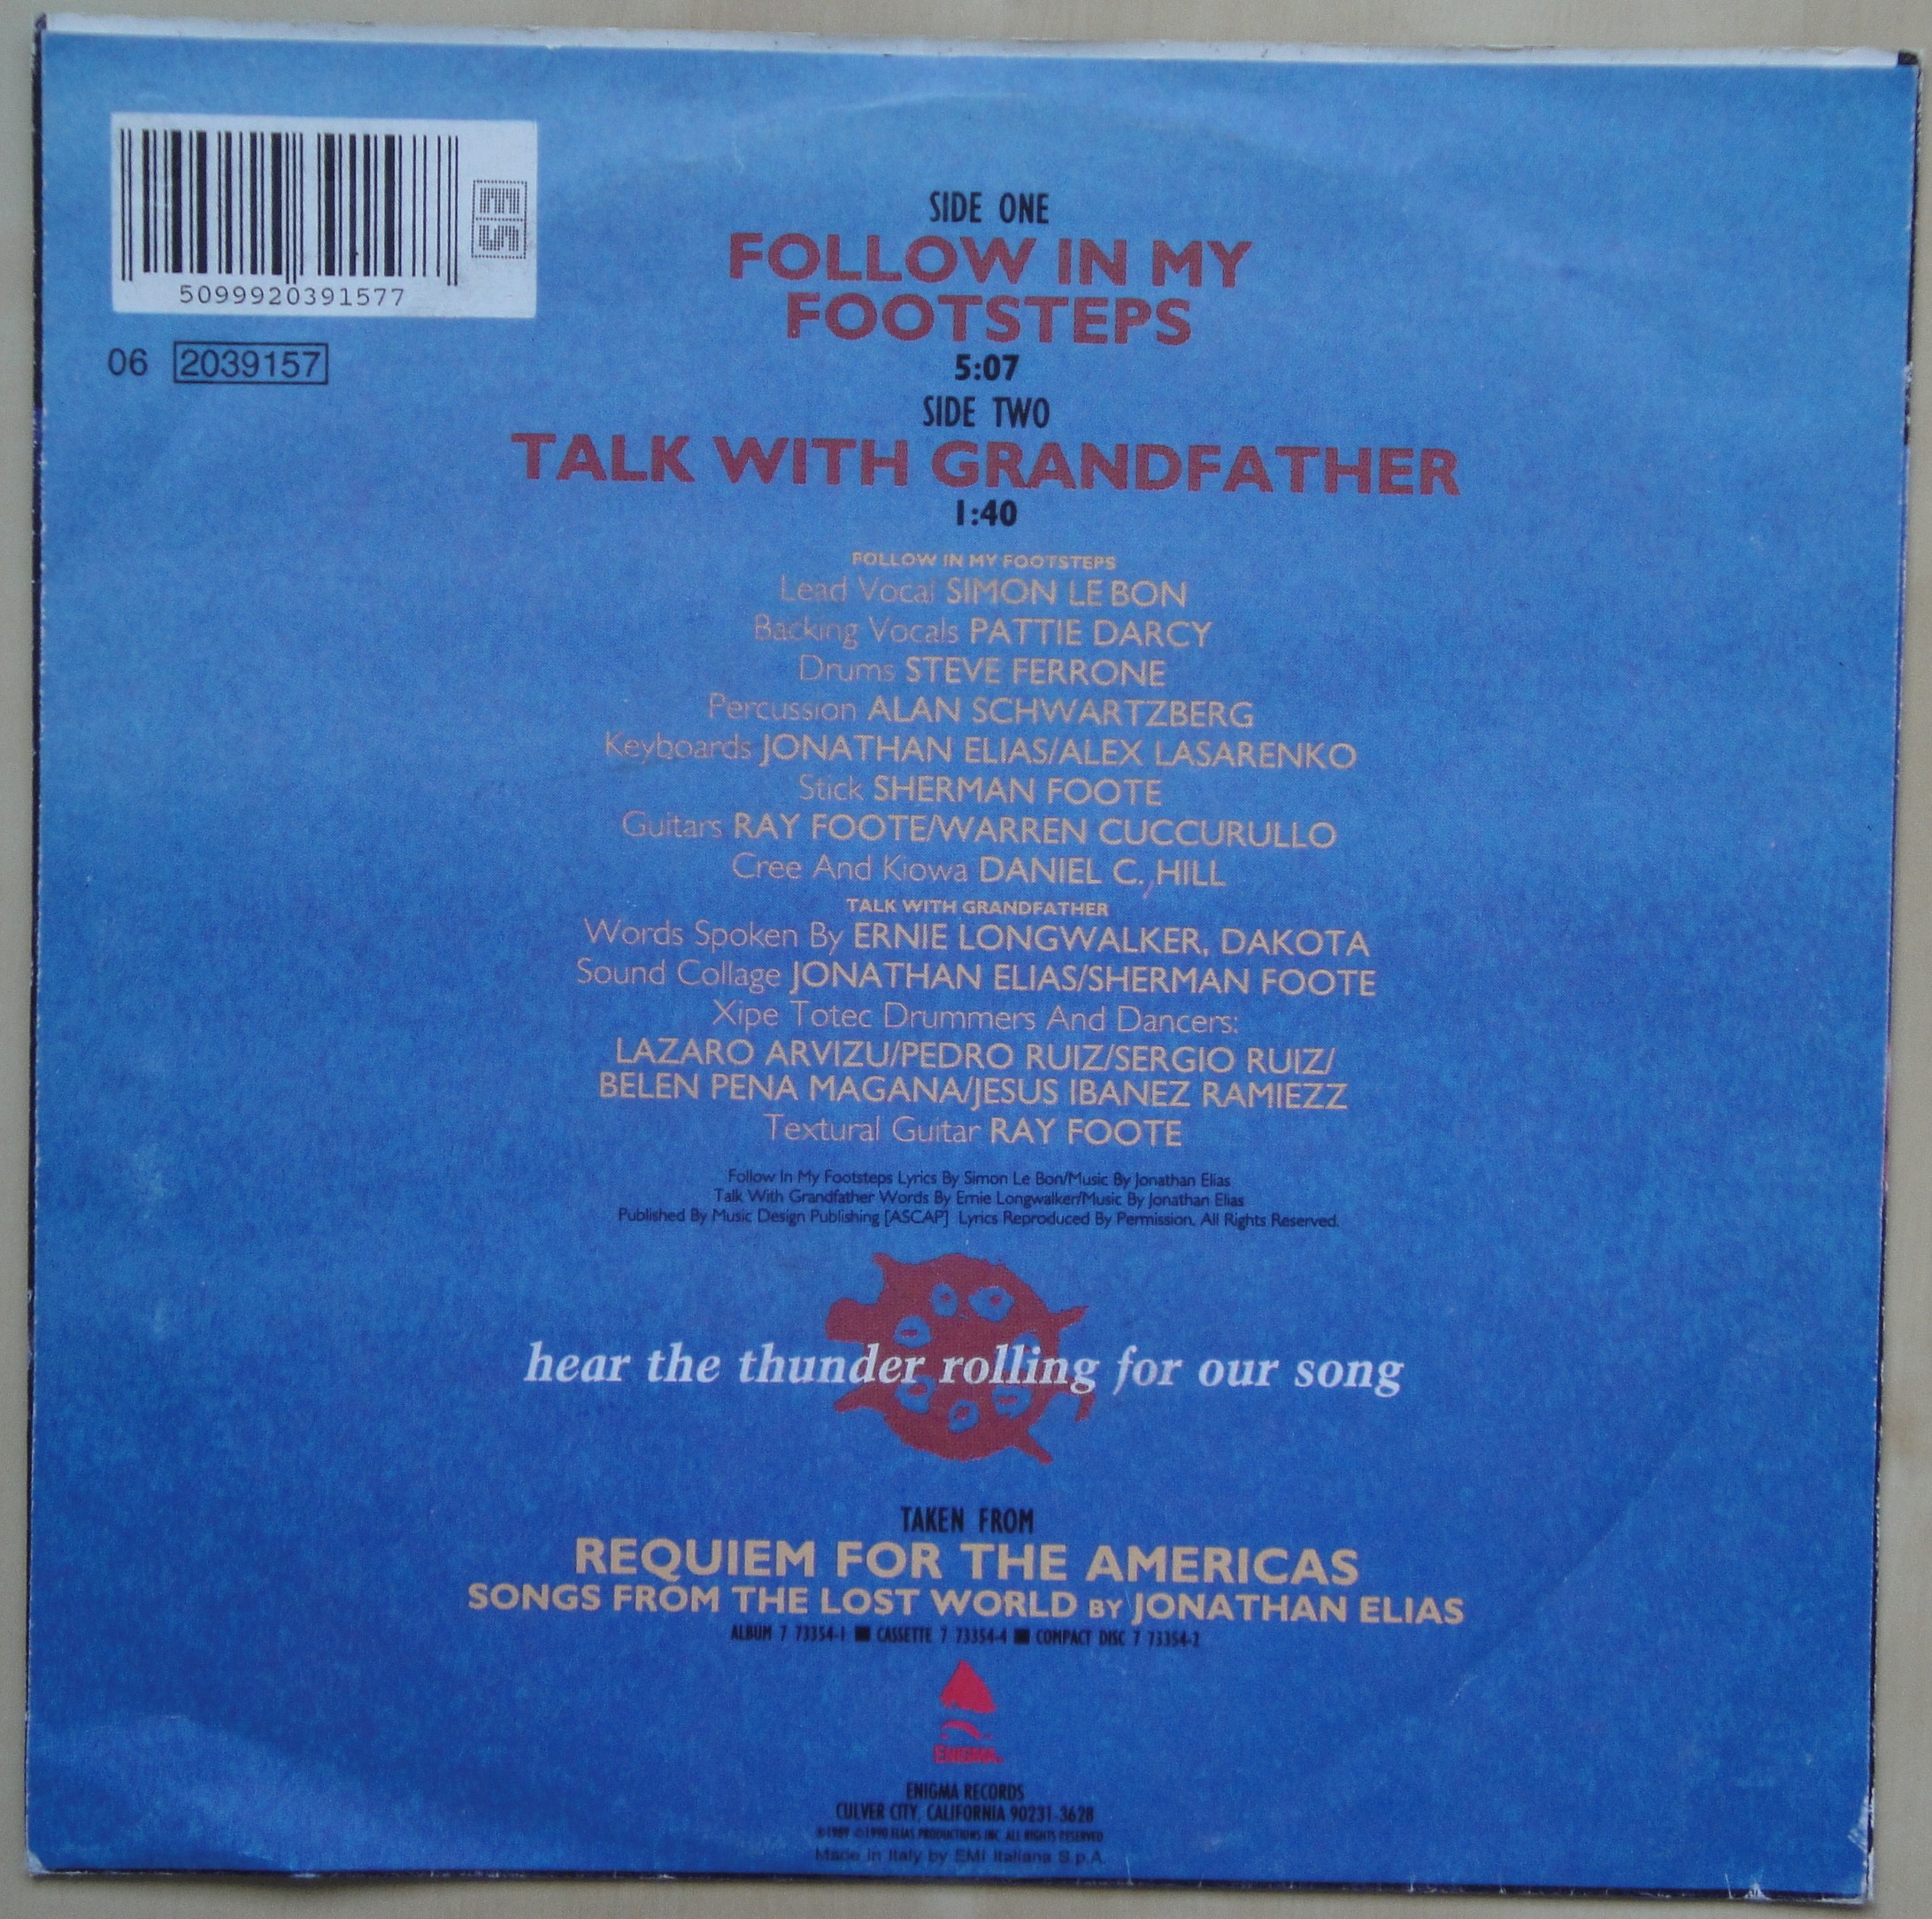 5099920391577
06 2039157
SIDE ONE
FOLLOW IN MY
FOOTSTEPS
5:07
SIDE TWO
TALK WITH GRANDFATHER
1:40
FOLLOW IN MY FOOTSTEPS
Lead Vocal SIMON LE BON
Backing Vocals PATTIE DARCY
Drums STEVE FERRONE
Percussion ALAN SCHWARTZBERG
Keyboards JONATHAN ELIAS/ALEX LASARENKO
Stick SHERMAN FOOTE
Guitars RAY FOOTE/WARREN CUCCURULLO
Cree And Kiowa DANIEL C. HILL
TALK WITH GRANDFATHER
Words Spoken By ERNIE LONGWALKER, DAKOTA
Sound Collage JONATHAN ELIAS/SHERMAN FOOTE
Xipe Totec Drummers And Dancers:
LAZARO ARVIZU/PEDRO RUIZ/SERGIO RUIZ/
BELEN PENA MAGANA/JESUS IBANEZ RAMIEZZ
Textural Guitar RAY FOOTE
Follow In My Footsteps Lyrics By Simon Le Bon/Music By Jonathan Elias
Talk With Grandfather Words By Ernie Longwalker/Music By Jonathan Elias
Published By Music Design Publishing [ASCAP] Lyrics Reproduced By Permission. All Rights Reserved.
hear the thunder rolling for our song
TAKEN FROM
REQUIEM FOR THE AMERICAS
SONGS FROM THE LOST WORLD BY JONATHAN ELIAS
ALBUM 7 73354-1 ■ CASSETTE 7 73354-4 ■ COMPACT DISC 7 73354-2
ENIGMA
ENIGMA RECORDS
CULVER CITY, CALIFORNIA 90231-3628
℗1989 ©1990 ELIAS PRODUCTIONS INC. ALL RIGHTS RESERVED
Made in Italy by EMI Italiana S.p.A.